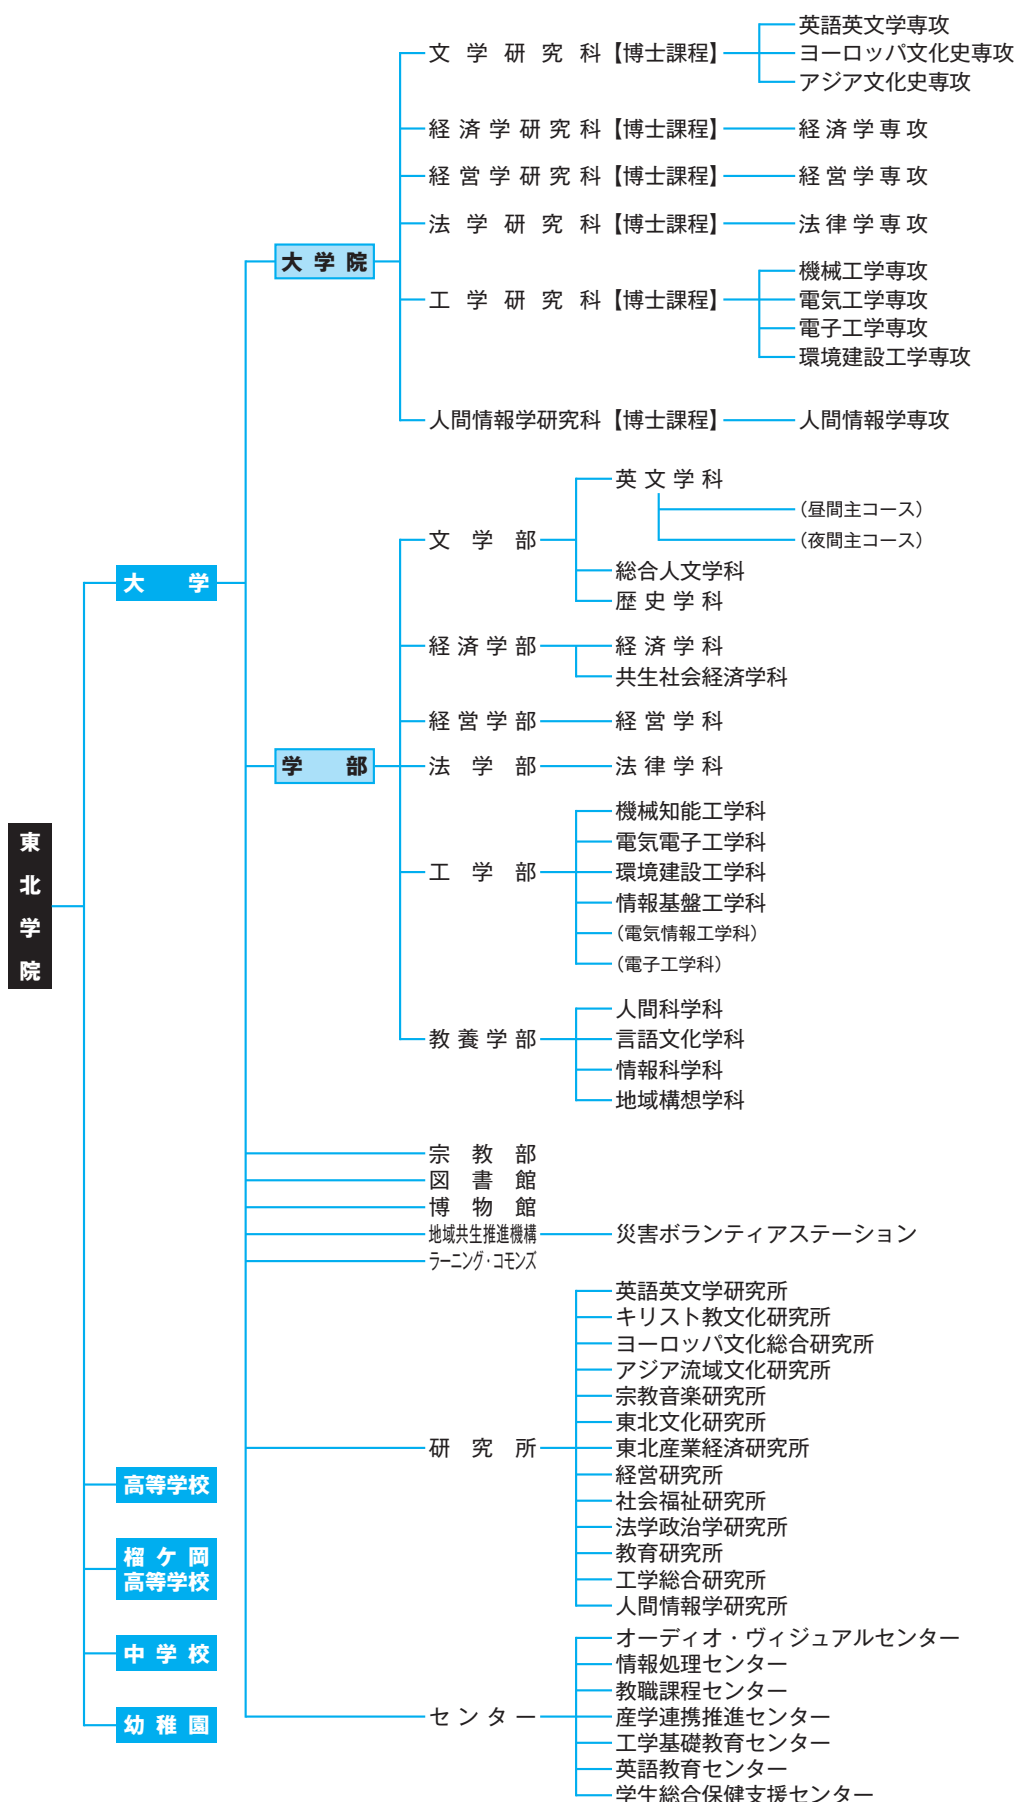 東北学院
大学
大学院
文学研究科【博士課程】
英語英文学専攻
ヨーロッパ文化史専攻
アジア文化史専攻
経済学研究科【博士課程】
経済学専攻
経営学研究科【博士課程】
経営学専攻
法学研究科【博士課程】
法律学専攻
工学研究科【博士課程】
機械工学専攻
電気工学専攻
電子工学専攻
環境建設工学専攻
人間情報学研究科【博士課程】
人間情報学専攻
学部
文学部
英文学科
（昼間主コース）
（夜間主コース）
総合人文学科
歴史学科
経済学部
経済学科
共生社会経済学科
経営学部
経営学科
法学部
法律学科
工学部
機械知能工学科
電気電子工学科
環境建設工学科
情報基盤工学科
（電気情報工学科）
（電子工学科）
教養学部
人間科学科
言語文化学科
情報科学科
地域構想学科
宗教部
図書館
博物館
地域共生推進機構
災害ボランティアステーション
ラーニング・コモンズ
研究所
英語英文学研究所
キリスト教文化研究所
ヨーロッパ文化総合研究所
アジア流域文化研究所
宗教音楽研究所
東北文化研究所
東北産業経済研究所
経営研究所
社会福祉研究所
法学政治学研究所
教育研究所
工学総合研究所
人間情報学研究所
センター
オーディオ・ヴィジュアルセンター
情報処理センター
教職課程センター
産学連携推進センター
工学基礎教育センター
英語教育センター
学生総合保健支援センター
高等学校
榴ケ岡
高等学校
中学校
幼稚園